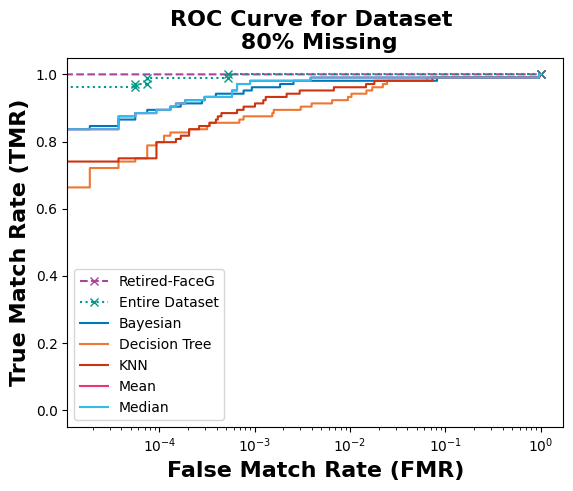 ROC Curve for Dataset
80% Missing
True Match Rate (TMR)
1.0
0.8
0.6
0.4
0.2
0.0
Retired-FaceG
Entire Dataset
Bayesian
Decision Tree
KNN
Mean
Median
10⁻⁴
10⁻³
10⁻²
10⁻¹
10⁰
False Match Rate (FMR)